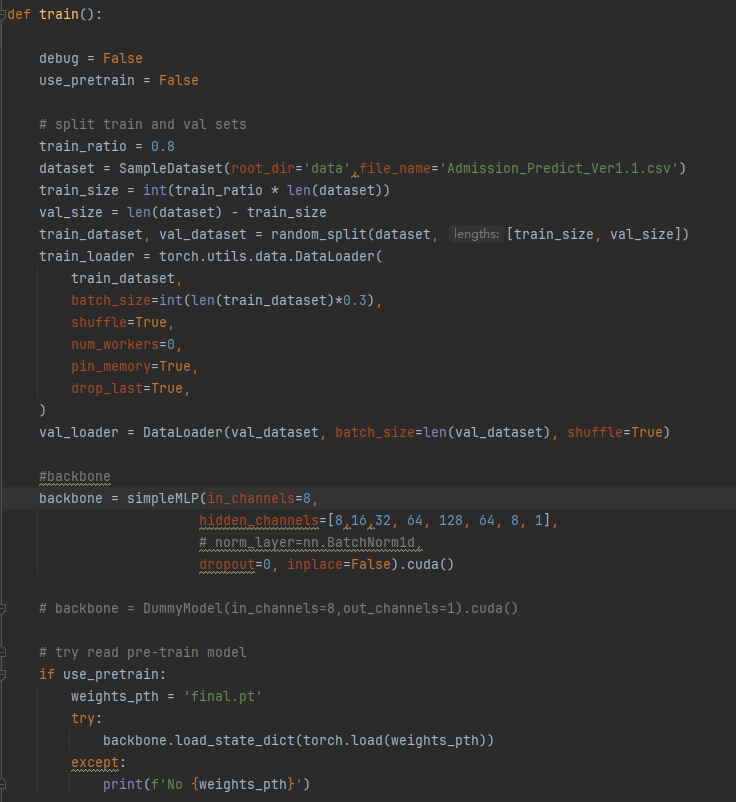 def train():
    debug = False
    use_pretrain = False
    # split train and val sets
    train_ratio = 0.8
    dataset = SampleDataset(root_dir='data',file_name='Admission_Predict_Ver1.1.csv')
    train_size = int(train_ratio * len(dataset))
    val_size = len(dataset) - train_size
    train_dataset, val_dataset = random_split(dataset, lengths: [train_size, val_size])
    train_loader = torch.utils.data.DataLoader(
        train_dataset,
        batch_size=int(len(train_dataset)*0.3),
        shuffle=True,
        num_workers=0,
        pin_memory=True,
        drop_last=True,
    )
    val_loader = DataLoader(val_dataset, batch_size=len(val_dataset), shuffle=True)
    #backbone
    backbone = simpleMLP(in_channels=8,
                        hidden_channels=[8,16,32, 64, 128, 64, 8, 1],
                        # norm_layer=nn.BatchNorm1d,
                        dropout=0, inplace=False).cuda()
    # backbone = DummyModel(in_channels=8,out_channels=1).cuda()
    # try read pre-train model
    if use_pretrain:
        weights_pth = 'final.pt'
        try:
            backbone.load_state_dict(torch.load(weights_pth))
        except:
            print(f'No {weights_pth}')